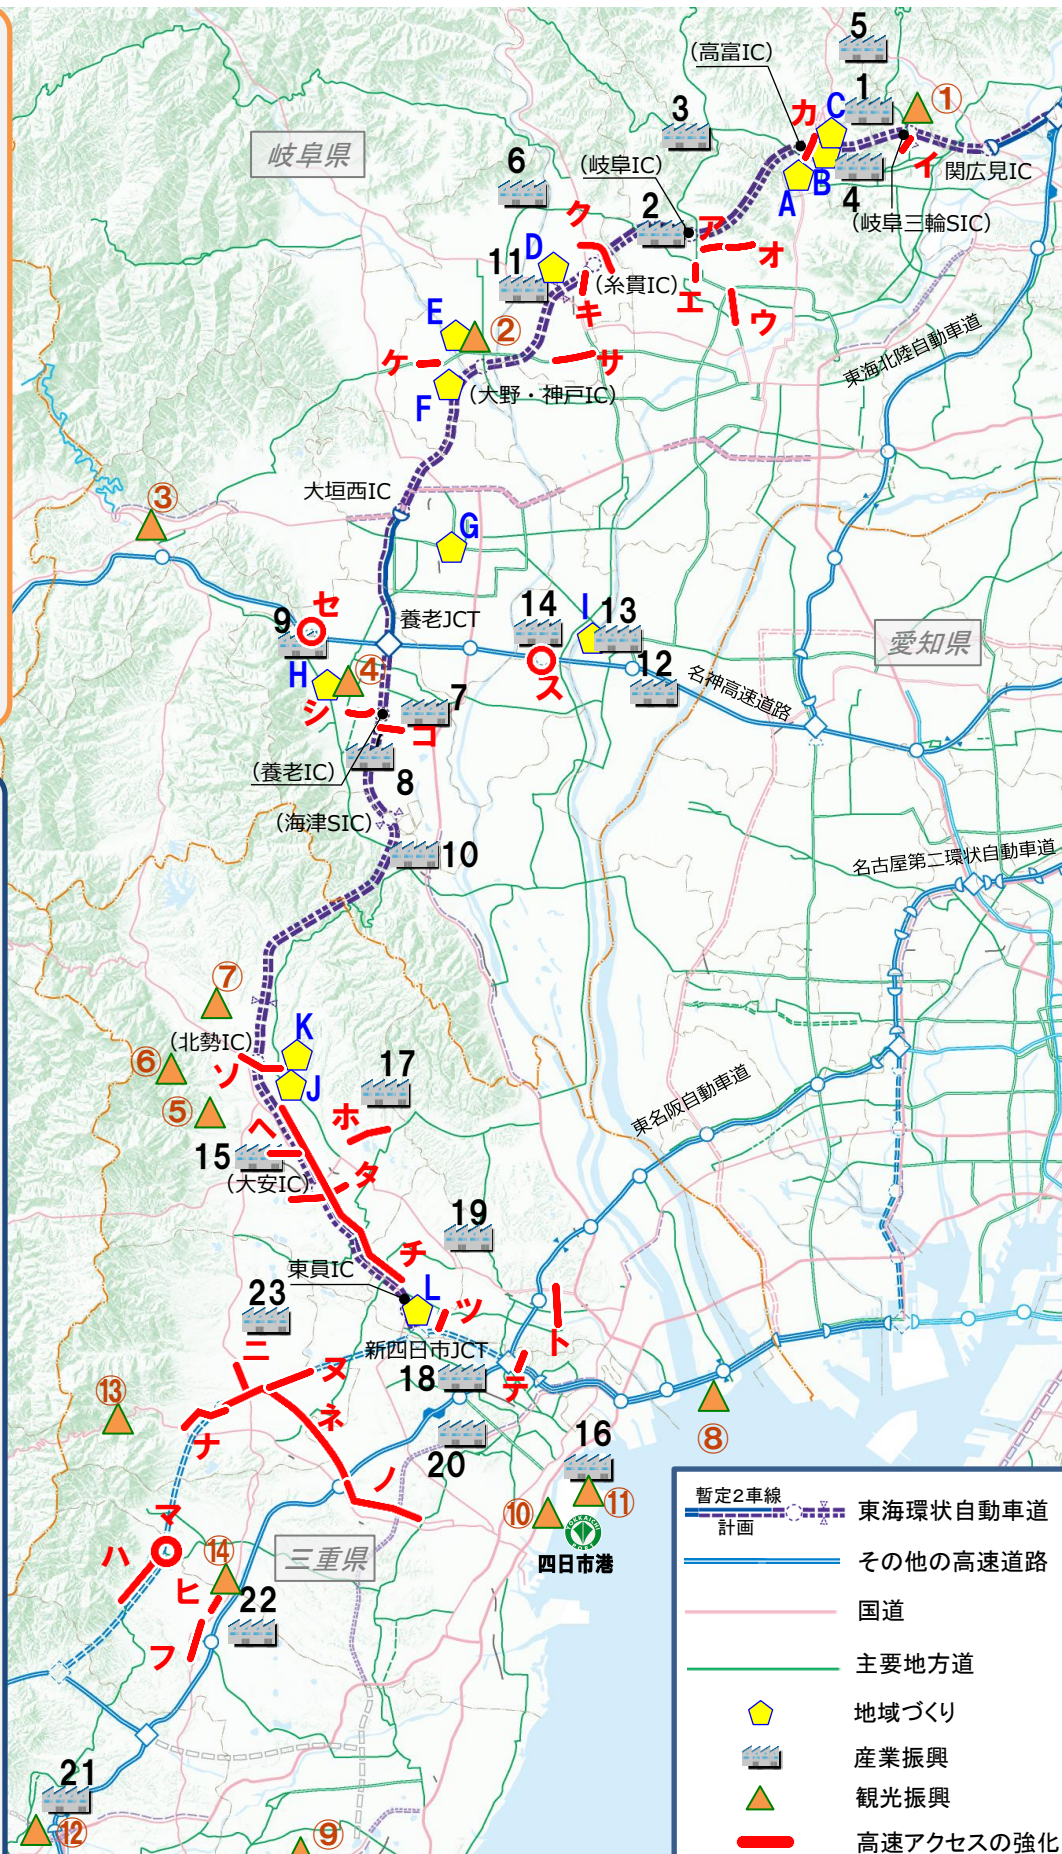 5
(高富IC)
1
①
C
カ
3
岐阜県
イ
関広見IC
(岐阜IC)
6
B
4
A
(岐阜三輪SIC)
ク
2
ア
オ
D
11
(糸貫IC)
エ
キ
ウ
E
②
サ
ケ
東海北陸自動車道
F
(大野・神戸IC)
大垣西IC
③
G
セ
14
I
13
養老JCT
9
愛知県
ス
12
H
④
名神高速道路
シ
7
コ
(養老IC)
8
(海津SIC)
10
名古屋第二環状自動車道
⑦
K
(北勢IC)
⑥
ソ
17
J
東名阪自動車道
⑤
ヘ
ホ
15
タ
(大安IC)
19
チ
東員IC
L
ツ
23
ト
新四日市JCT
ニ
ヌ
18
テ
⑬
ネ
⑧
ナ
16
20
ノ
⑪
⑩
マ
YOKKAICHI
PORT
四日市港
ハ
⑭
三重県
ヒ
22
フ
21
⑫
⑨
暫定2車線
計画
東海環状自動車道
その他の高速道路
国道
主要地方道
地域づくり
産業振興
観光振興
高速アクセスの強化